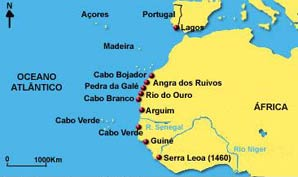 N
Açores
Portugal
Lagos
Madeira
Cabo Bojador
OCEANO
ATLÂNTICO
Angra dos Ruivos
Pedra da Galé
Rio do Ouro
Cabo Branco
ÁFRICA
Arguim
Cabo Verde
Cabo Verde
R. Senegal
Guiné
Rio Níger
Serra Leoa (1460)
0 1000Km